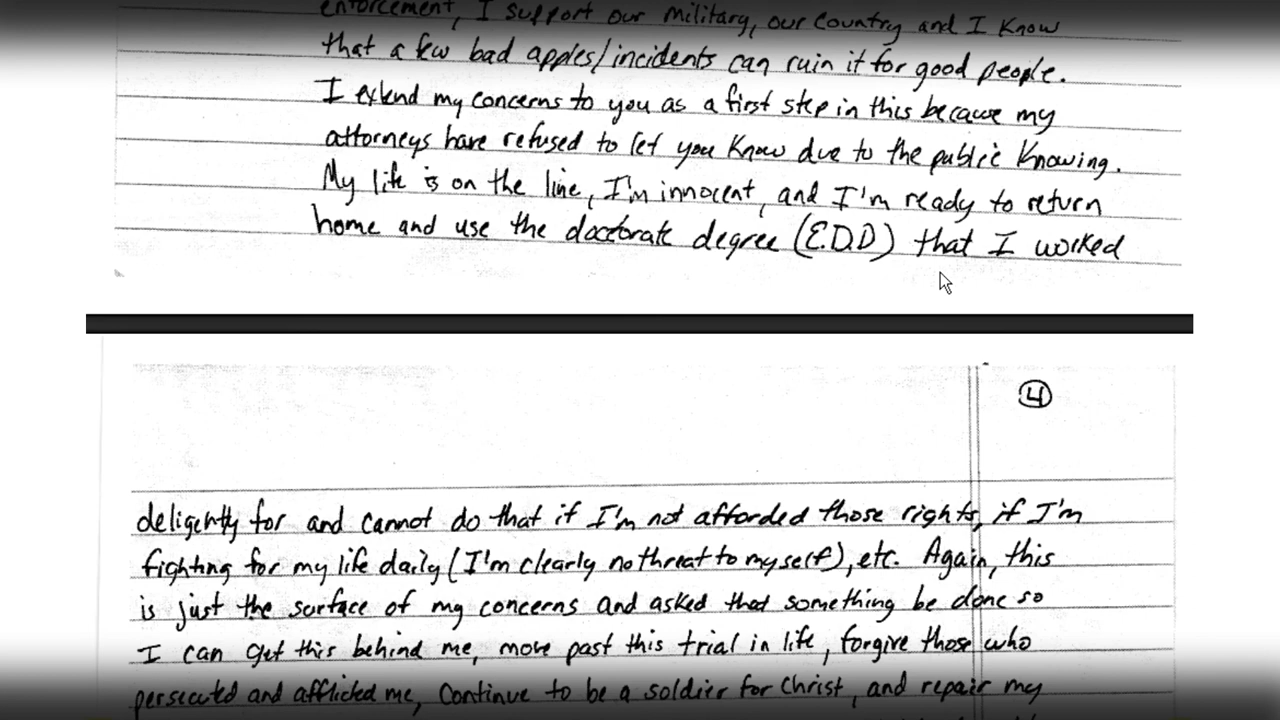 enforcement, I support our military, our country and I know
that a few bad apples/incidents can ruin it for good people.
I extend my concerns to you as a first step in this because my
attorneys have refused to let you know due to the public knowing.
My life is on the line, I'm innocent, and I'm ready to return
home and use the doctorate degree (E.D.D) that I worked
4
deligently for and cannot do that if I'm not afforded those rights, if I'm
fighting for my life daily (I'm clearly no threat to myself), etc. Again, this
is just the surface of my concerns and asked that something be done so
I can get this behind me, move past this trial in life, forgive those who
persecuted and afflicted me, continue to be a soldier for Christ, and repair my